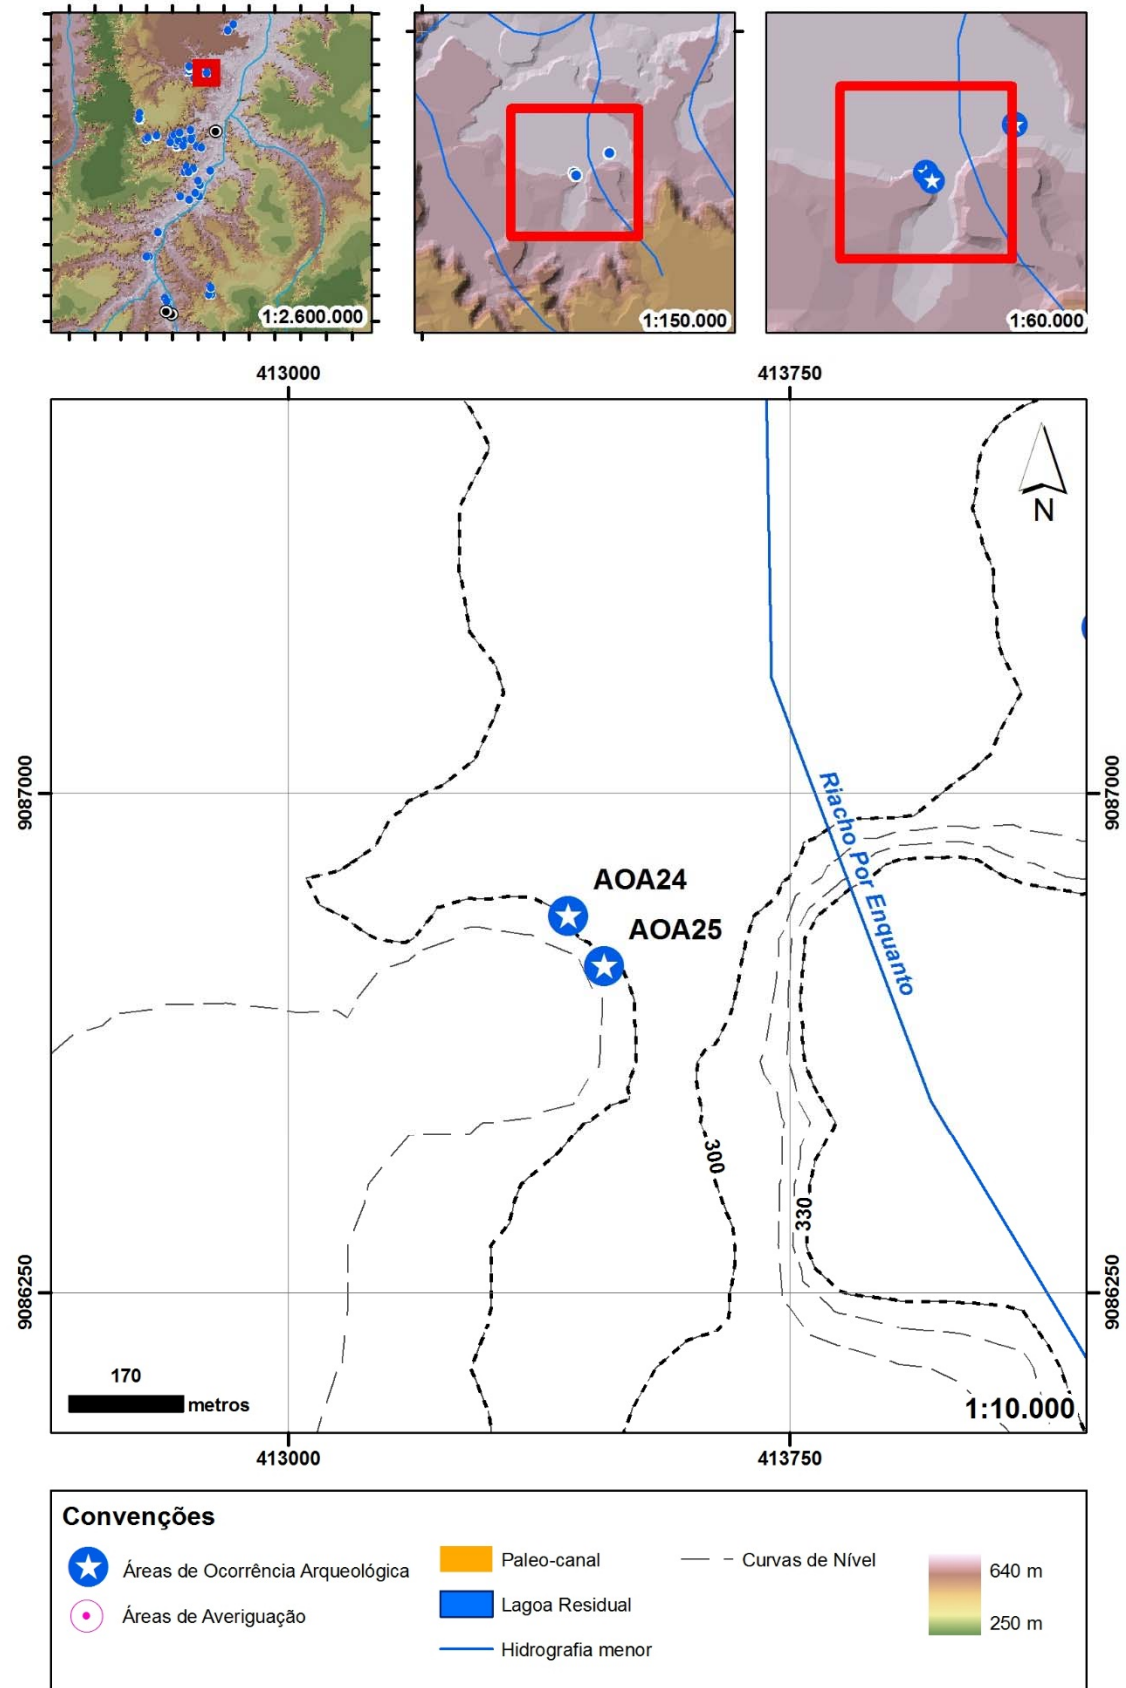 1:2.600.000
1:150.000
1:60.000
413000
413750
N
9087000
9087000
Riacho Por Enquanto
AOA24
AOA25
300
330
9086250
9086250
170
metros
1:10.000
413000
413750
Convenções
Áreas de Ocorrência Arqueológica
Áreas de Averiguação
Paleo-canal
Lagoa Residual
Hidrografia menor
Curvas de Nível
640 m
250 m